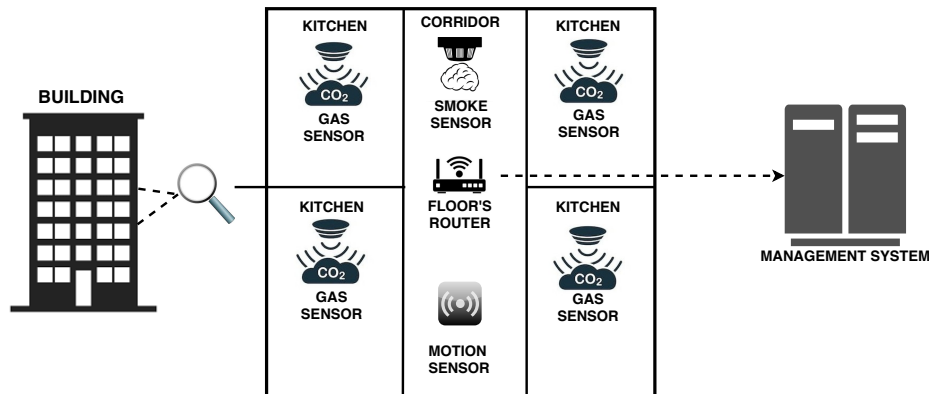 BUILDING
KITCHEN
CO2
GAS
SENSOR
CORRIDOR
SMOKE
SENSOR
KITCHEN
CO2
GAS
SENSOR
FLOOR'S
ROUTER
KITCHEN
CO2
GAS
SENSOR
MOTION
SENSOR
KITCHEN
CO2
GAS
SENSOR
MANAGEMENT SYSTEM